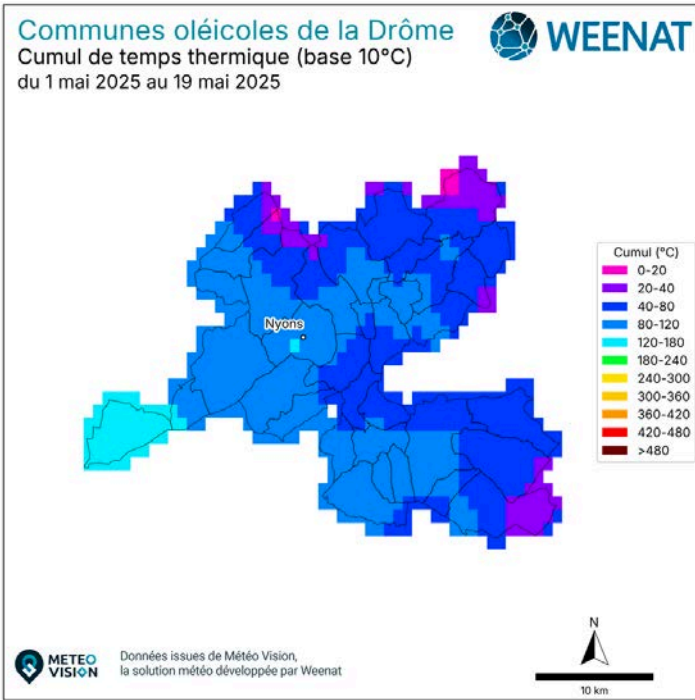 Communes oléicoles de la Drôme
Cumul de temps thermique (base 10°C)
du 1 mai 2025 au 19 mai 2025
WEENAT
Nyons
Cumul (°C)
0-20
20-40
40-80
80-120
120-180
180-240
240-300
300-360
360-420
420-480
>480
METEO
VISION
Données issues de Météo Vision,
la solution météo développée par Weenat
N
10 km